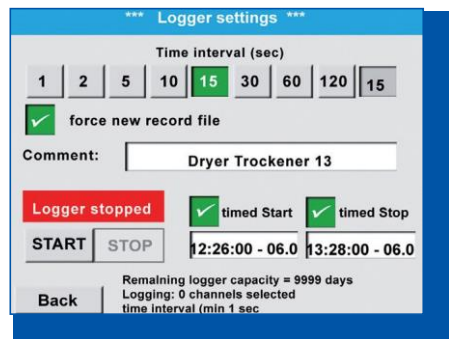 *** Logger settings ***
Time interval (sec)
1 2 5 10 15 30 60 120 15
force new record file
Comment: Dryer Trockener 13
Logger stopped timed Start timed Stop
START STOP 12:26:00 - 06.0 13:28:00 - 06.0
Remaining logger capacity = 9999 days
Logging: 0 channels selected
Back time interval (min 1 sec